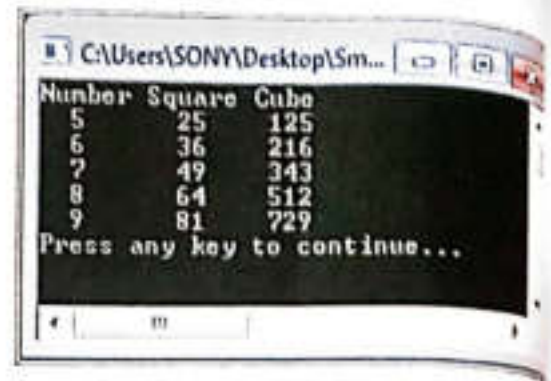 C:\Users\SONY\Desktop\Sm...
Number Square Cube
5 25 125
6 36 216
7 49 343
8 64 512
9 81 729
Press any key to continue...